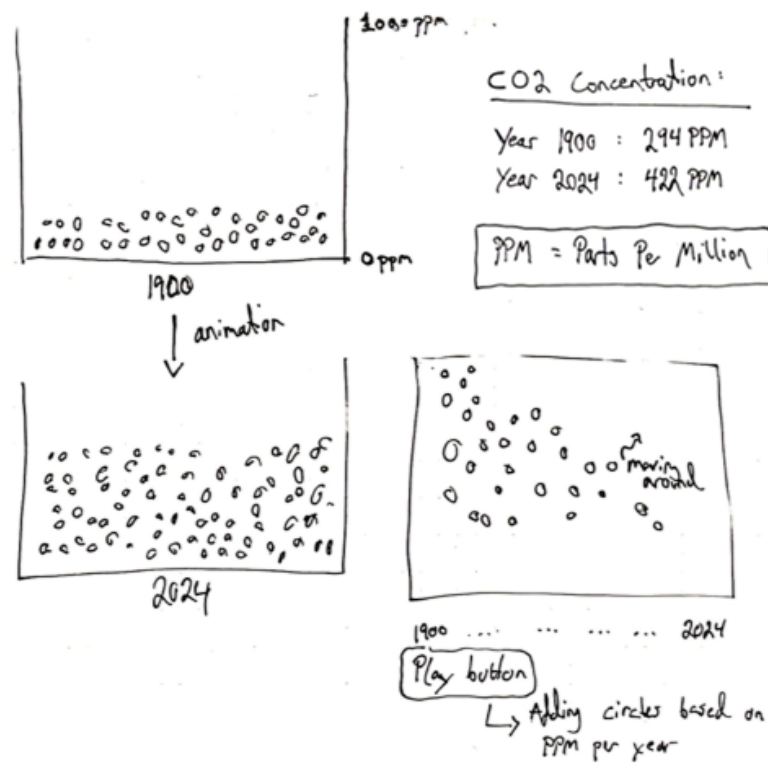 1000 ppm
CO2 Concentration:
Year 1900 : 294 PPM
Year 2024 : 422 PPM
PPM = Parts Per Million
0 ppm
1900
animation
moving
around
2024
1900 .... ... ... ... 2024
Play button
Adding circles based on
PPM per year